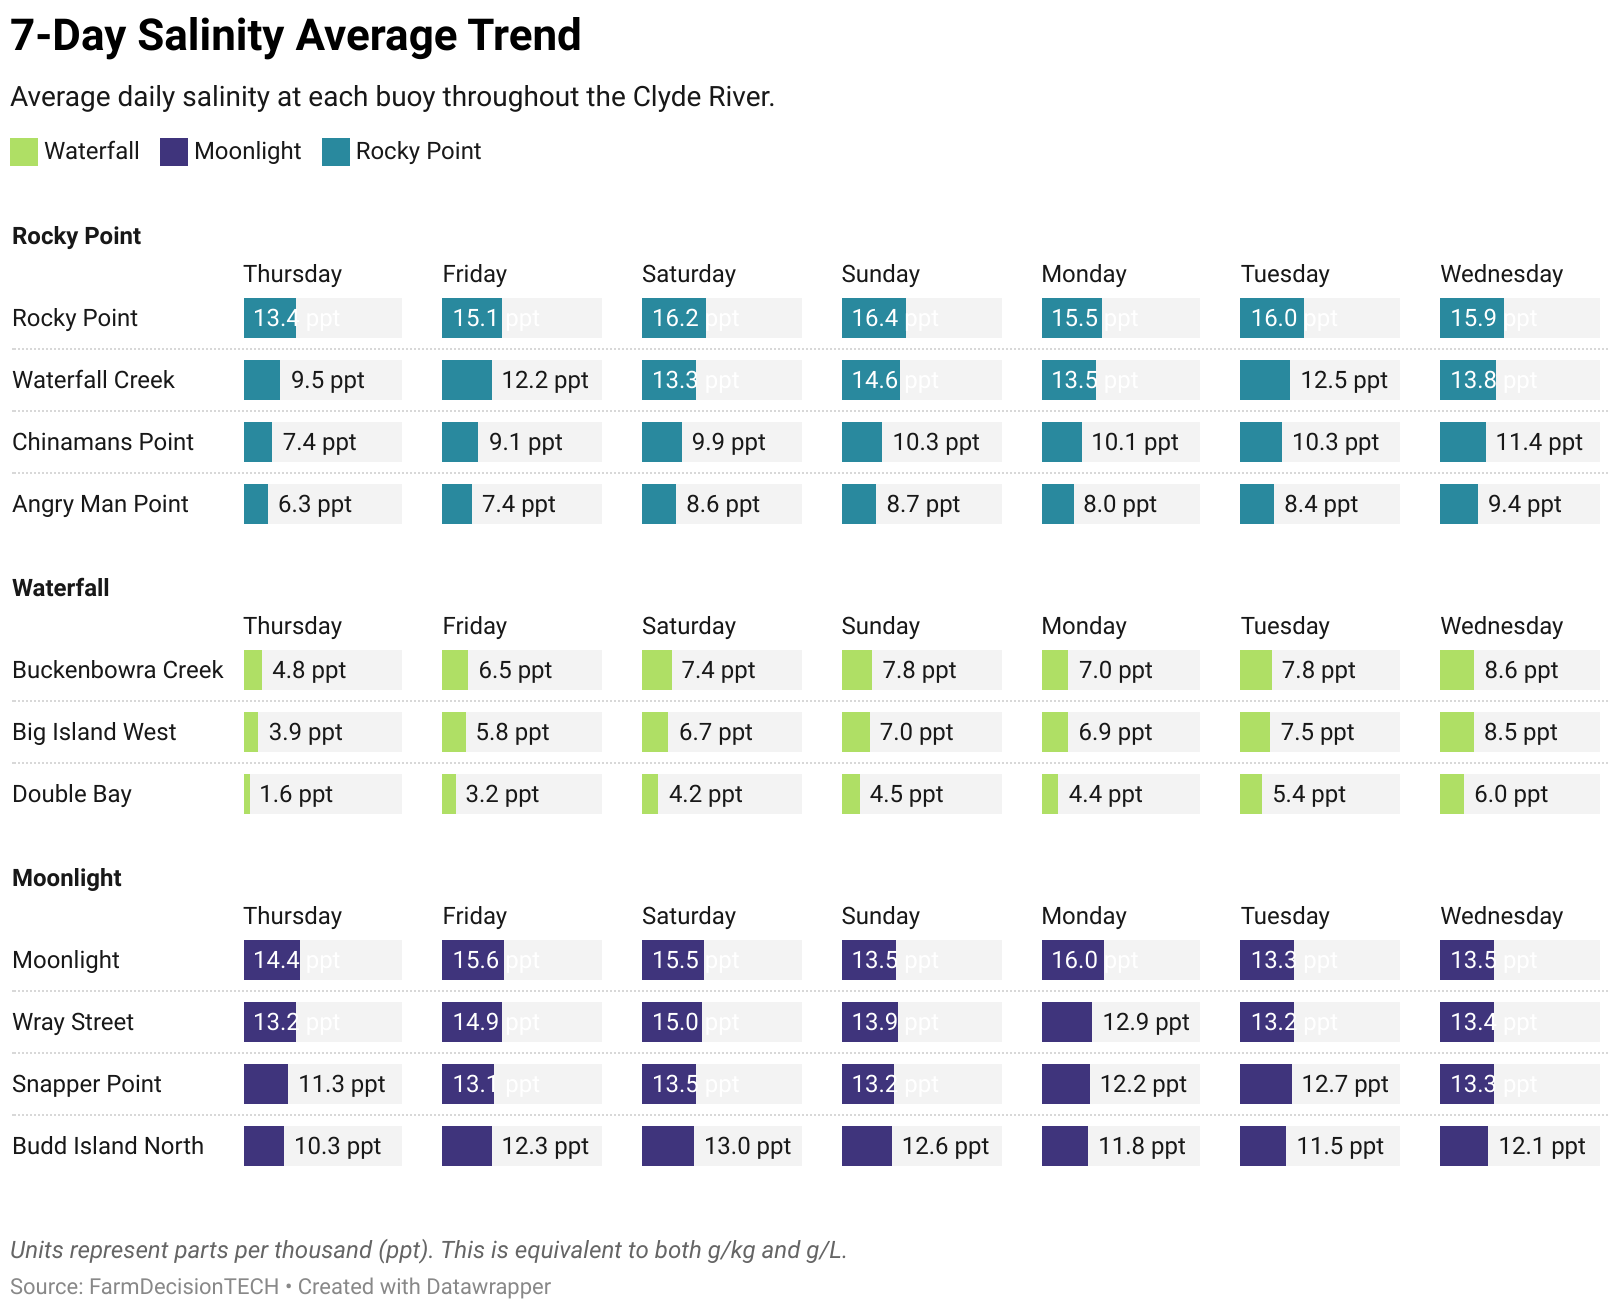 7-Day Salinity Average Trend
Average daily salinity at each buoy throughout the Clyde River.
Waterfall Moonlight Rocky Point
Rocky Point
Thursday Friday Saturday Sunday Monday Tuesday Wednesday
Rocky Point 13.4 ppt 15.1 ppt 16.2 ppt 16.4 ppt 15.5 ppt 16.0 ppt 15.9 ppt
Waterfall Creek 9.5 ppt 12.2 ppt 13.3 ppt 14.6 ppt 13.5 ppt 12.5 ppt 13.8 ppt
Chinamans Point 7.4 ppt 9.1 ppt 9.9 ppt 10.3 ppt 10.1 ppt 10.3 ppt 11.4 ppt
Angry Man Point 6.3 ppt 7.4 ppt 8.6 ppt 8.7 ppt 8.0 ppt 8.4 ppt 9.4 ppt
Waterfall
Thursday Friday Saturday Sunday Monday Tuesday Wednesday
Buckenbowra Creek 4.8 ppt 6.5 ppt 7.4 ppt 7.8 ppt 7.0 ppt 7.8 ppt 8.6 ppt
Big Island West 3.9 ppt 5.8 ppt 6.7 ppt 7.0 ppt 6.9 ppt 7.5 ppt 8.5 ppt
Double Bay 1.6 ppt 3.2 ppt 4.2 ppt 4.5 ppt 4.4 ppt 5.4 ppt 6.0 ppt
Moonlight
Thursday Friday Saturday Sunday Monday Tuesday Wednesday
Moonlight 14.4 ppt 15.6 ppt 15.5 ppt 13.5 ppt 16.0 ppt 13.3 ppt 13.5 ppt
Wray Street 13.2 ppt 14.9 ppt 15.0 ppt 13.9 ppt 12.9 ppt 13.2 ppt 13.4 ppt
Snapper Point 11.3 ppt 13.1 ppt 13.5 ppt 13.2 ppt 12.2 ppt 12.7 ppt 13.3 ppt
Budd Island North 10.3 ppt 12.3 ppt 13.0 ppt 12.6 ppt 11.8 ppt 11.5 ppt 12.1 ppt
Units represent parts per thousand (ppt). This is equivalent to both g/kg and g/L.
Source: FarmDecisionTECH • Created with Datawrapper